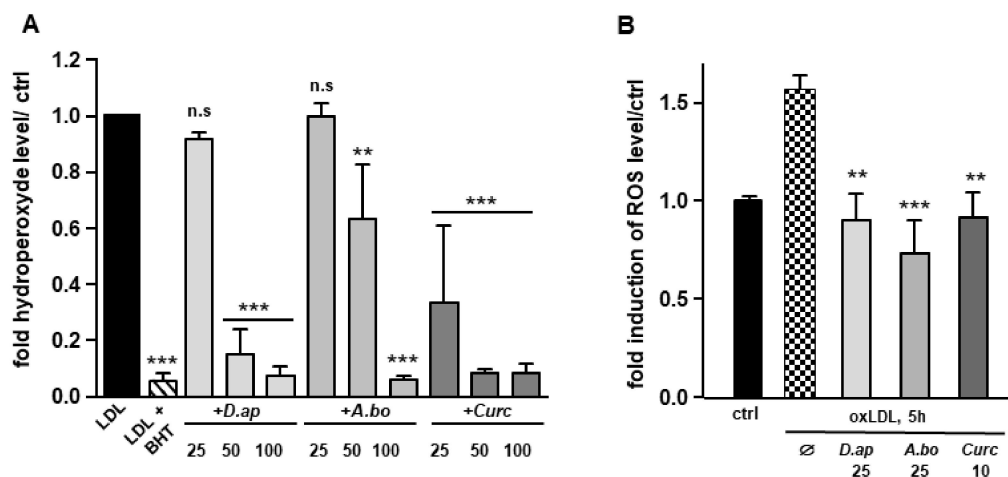 A
fold hydroperoxyde level/ ctrl
1.2
1.0
0.8
0.6
0.4
0.2
0.0
n.s
n.s
**
***
***
***
***
LDL
LDL +
BHT
+D.ap
+A.bo
+Curc
25 50 100 25 50 100 25 50 100
B
fold induction of ROS level/ctrl
1.5
1.0
0.5
0.0
**
***
**
ctrl
oxLDL, 5h
∅ D.ap A.bo Curc
25 25 10